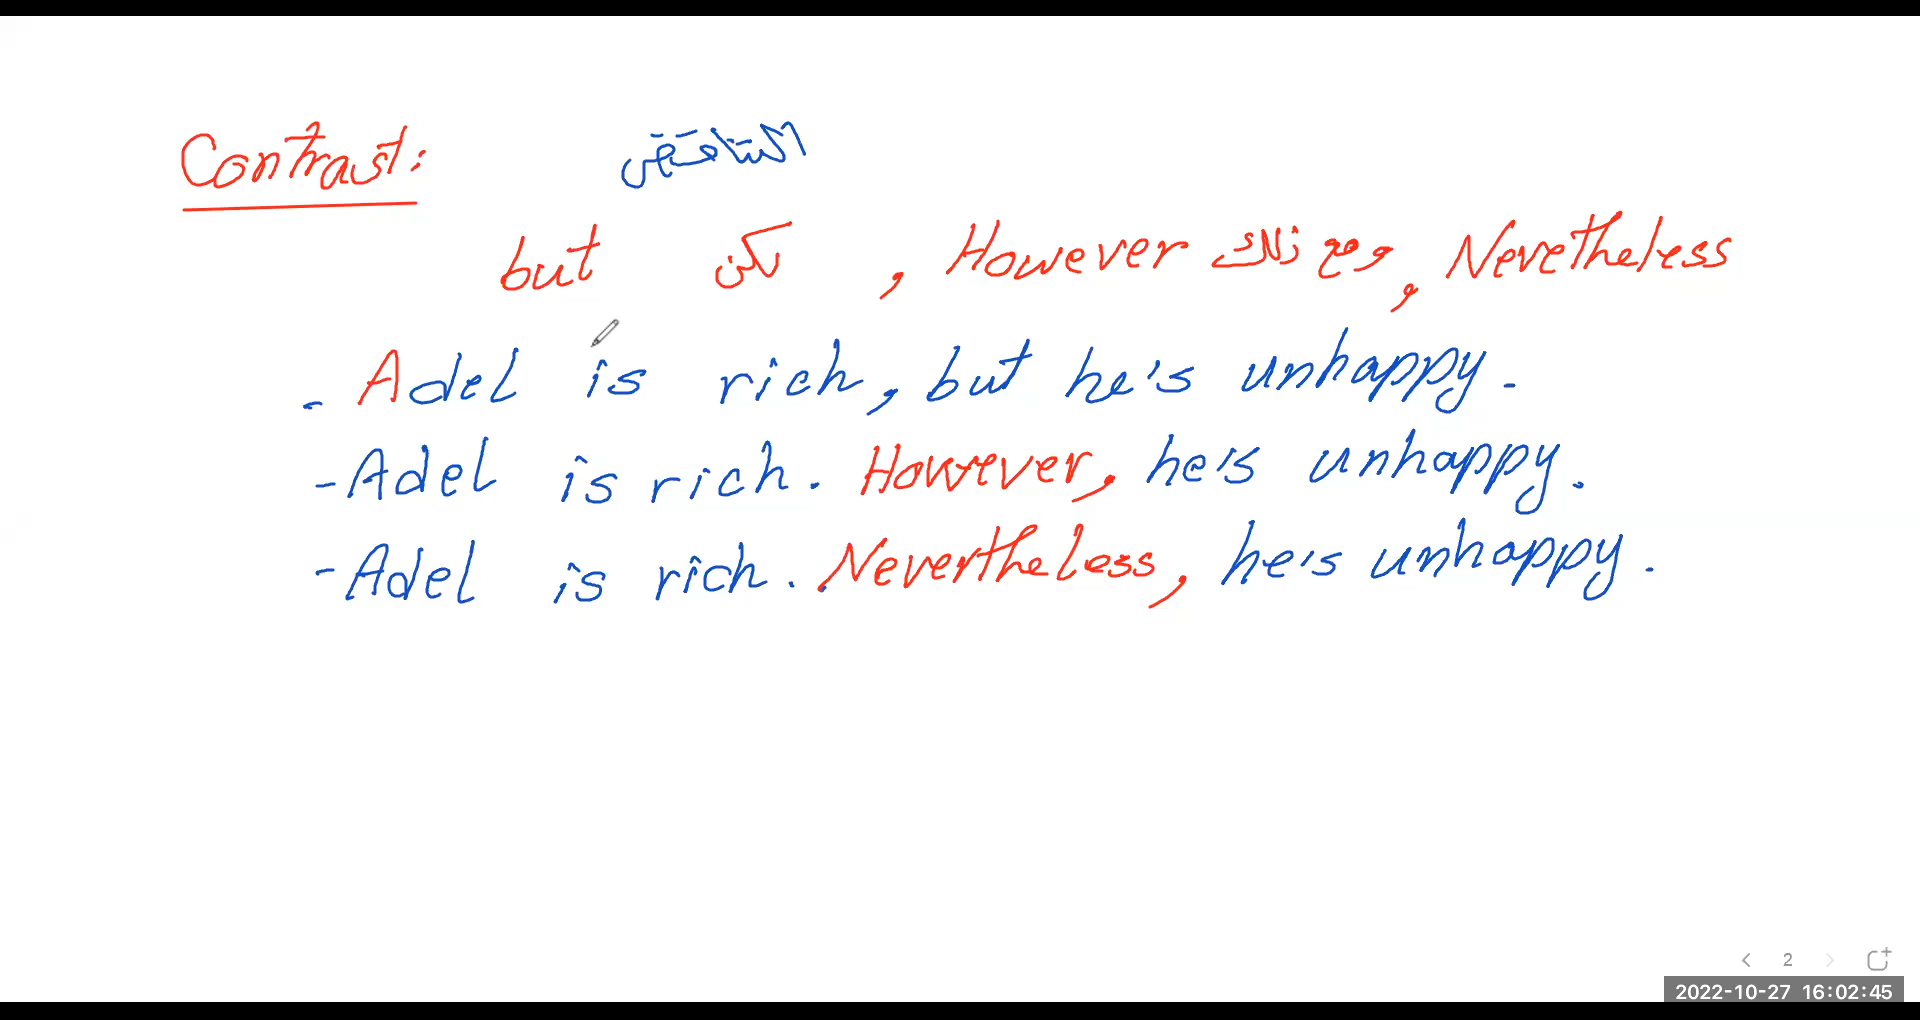 Contrast: التناقض
but لكن , However ومع ذلك , Nevetheless
- Adel is rich, but he's unhappy.
- Adel is rich. However, he's unhappy.
- Adel is rich. Nevertheless, he's unhappy.
2
2022-10-27 16:02:45